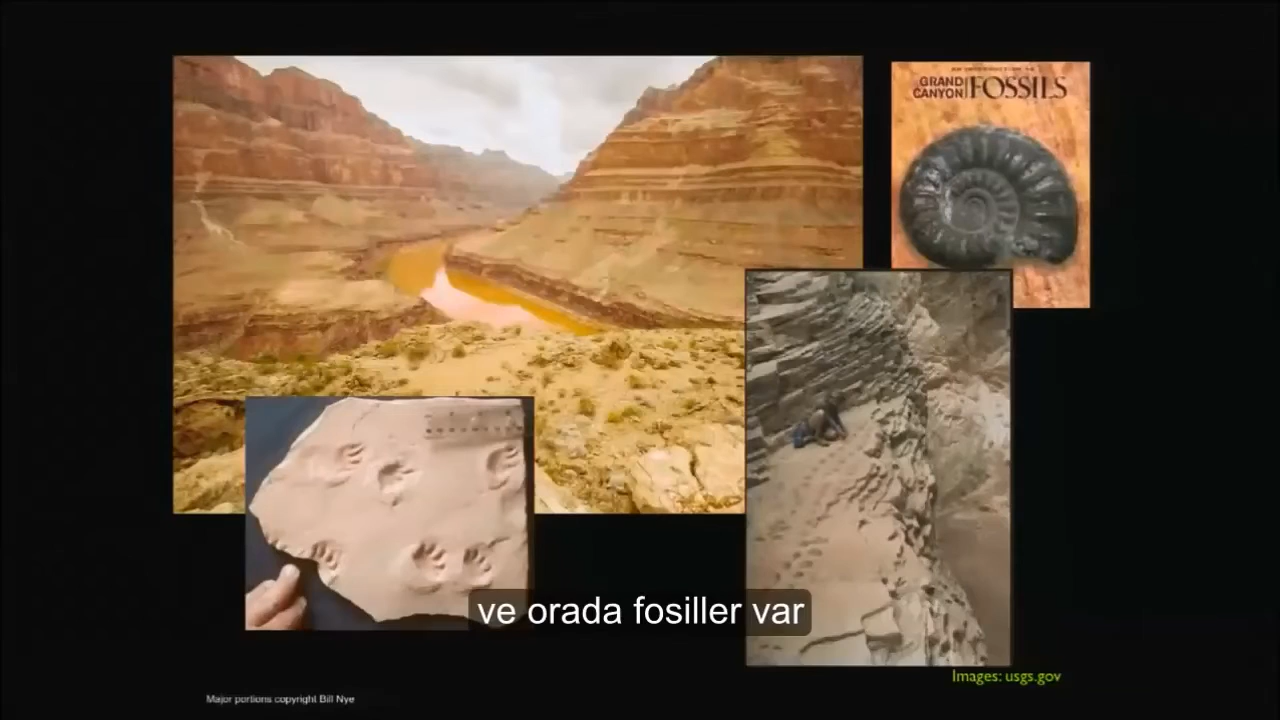 GRAND
CANYON
FOSSILS
ve orada fosiller var
Images: usgs.gov
Major portions copyright Bill Nye